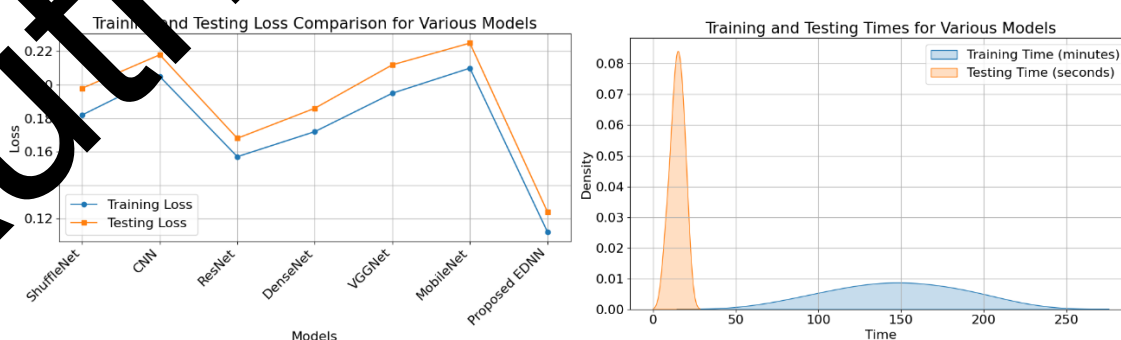 Training and Testing Loss Comparison for Various Models
0.22
0.18
0.16
0.12
Loss
Training Loss
Testing Loss
ShuffleNet
CNN
ResNet
DenseNet
VGGNet
MobileNet
Proposed EDNN
Models
Training and Testing Times for Various Models
Training Time (minutes)
Testing Time (seconds)
0.08
0.07
0.06
0.05
0.04
0.03
0.02
0.01
0.00
Density
0 50 100 150 200 250
Time